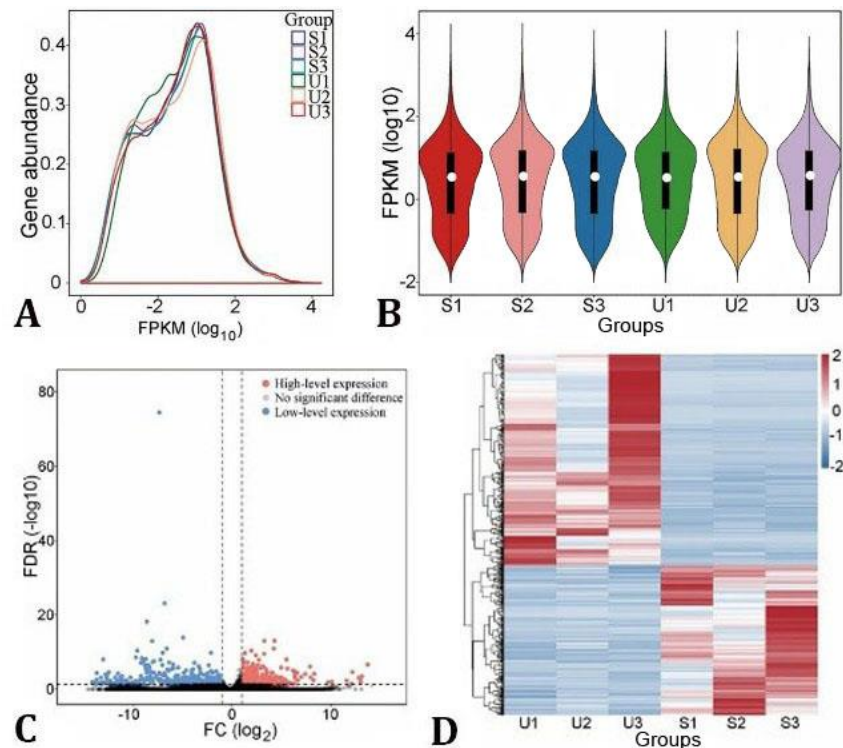 Group
S1
S2
S3
U1
U2
U3
0.4
0.3
0.2
0.1
0
0 -2 2 4
Gene abundance
FPKM (log10)
A
4
2
0
-2
FPKM (log10)
S1 S2 S3 U1 U2 U3
Groups
B
80
60
40
20
0
FDR (-log10)
High-level expression
No significant difference
Low-level expression
-10 0 10
FC (log2)
C
2
1
0
-1
-2
U1 U2 U3 S1 S2 S3
Groups
D